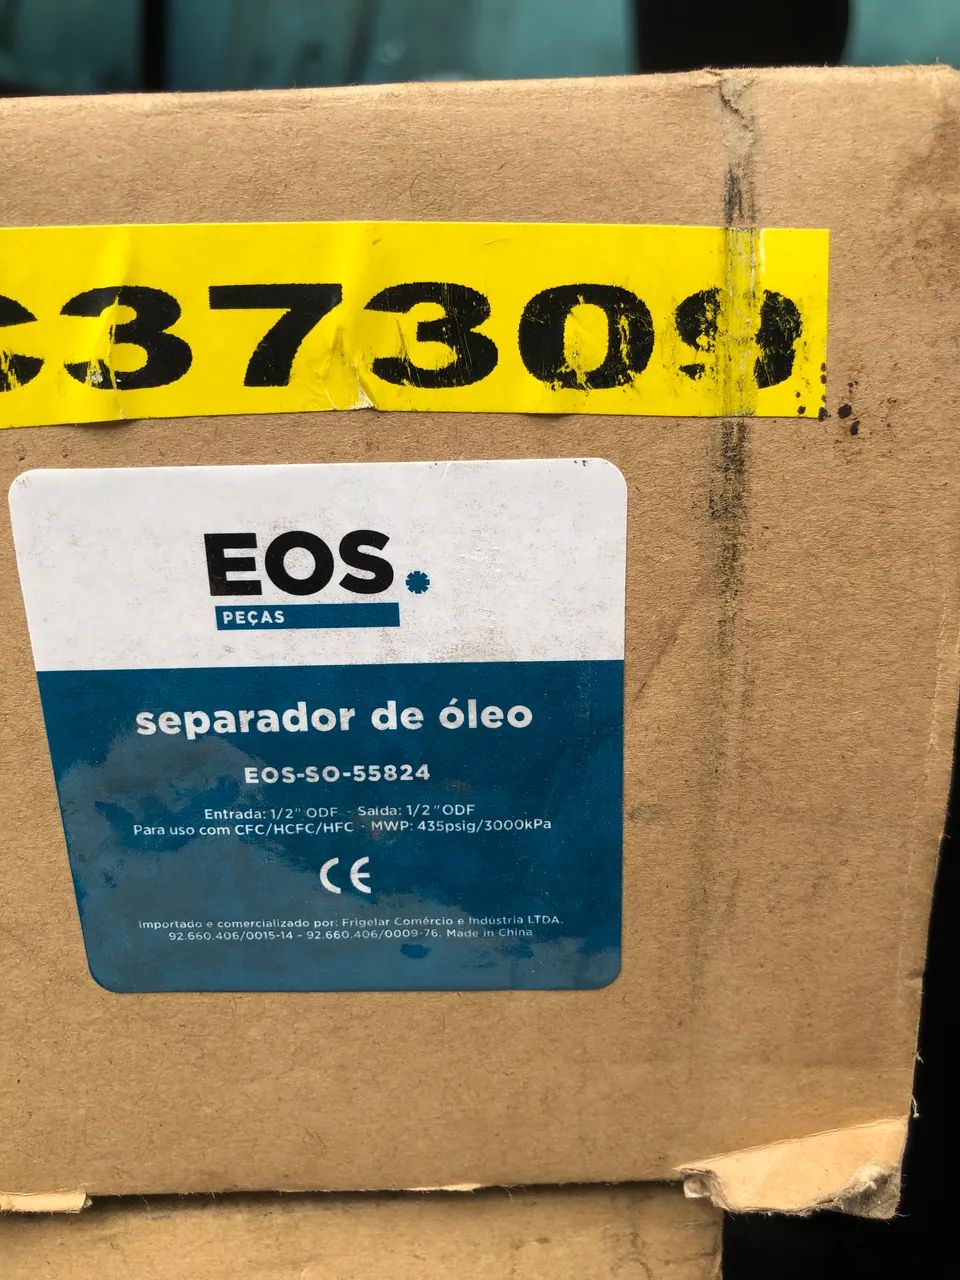 37309
EOS
PEÇAS
separador de óleo
EOS-SO-55824
Entrada: 1/2" ODF - Saída: 1/2" ODF
Para uso com CFC/HCFC/HFC - MWP: 435psig/3000kPa
CE
Importado e comercializado por: Frigelar Comércio e Indústria LTDA.
92.660.406/0015-14 - 92.660.406/0009-76. Made in China